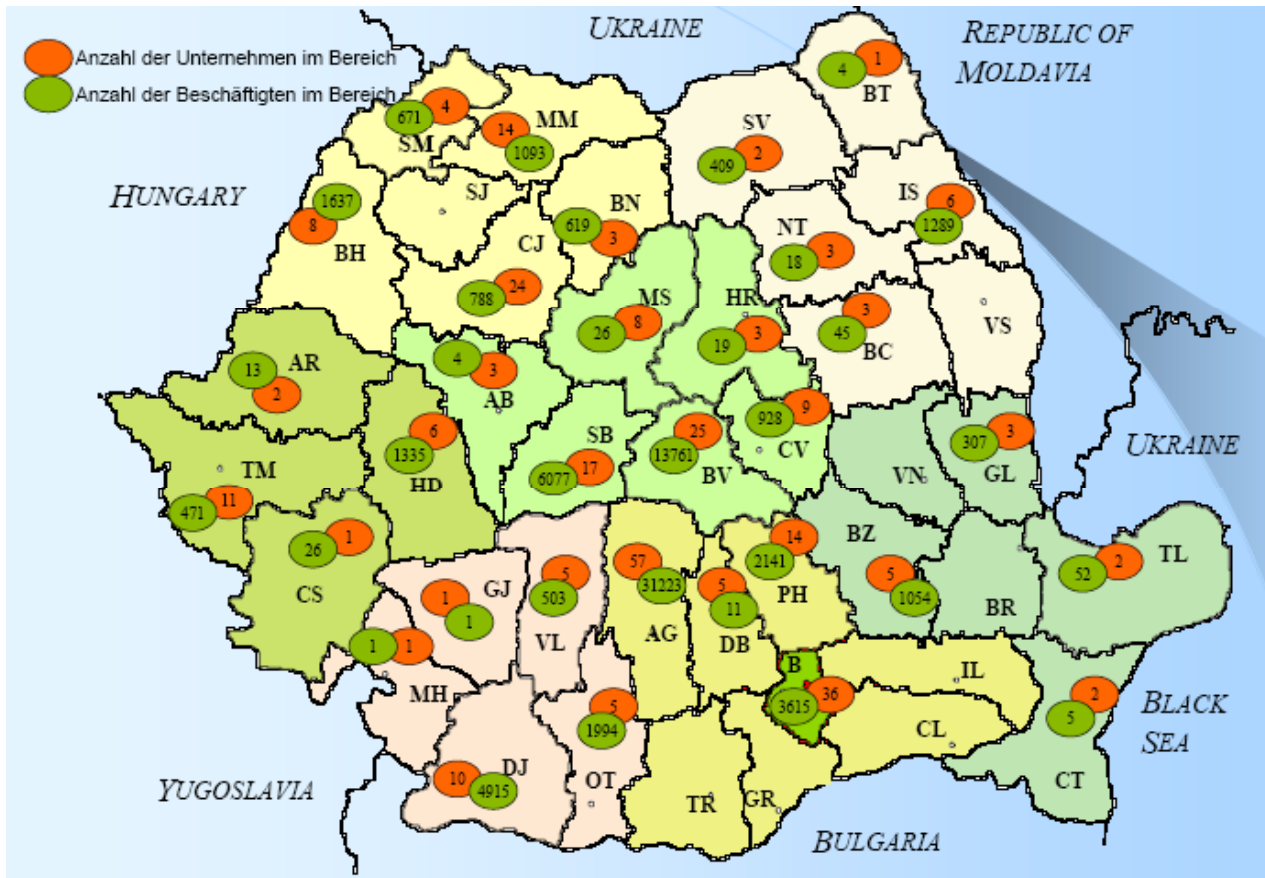 UKRAINE
REPUBLIC OF
MOLDAVIA
Anzahl der Unternehmen im Bereich
Anzahl der Beschäftigten im Bereich
1
4
BT
4
671
SM
14
MM
1093
SV
409
2
HUNGARY
1637
8
BH
SJ
BN
619
3
IS
6
1289
NT
18
3
CJ
24
788
MS
8
26
HR
3
19
3
45
BC
VS
AR
13
2
4
3
AB
9
928
CV
6
1335
HD
SB
17
6077
25
13761
BV
VN
3
307
GL
UKRAINE
TM
11
471
1
26
CS
GJ
1
1
5
503
VL
57
31223
AG
5
11
DB
14
2141
PH
BZ
5
1054
BR
2
52
TL
1
1
MH
B
36
3615
IL
CL
2
5
CT
BLACK
SEA
5
1994
OT
10
4915
DJ
YUGOSLAVIA
TR
GR
BULGARIA